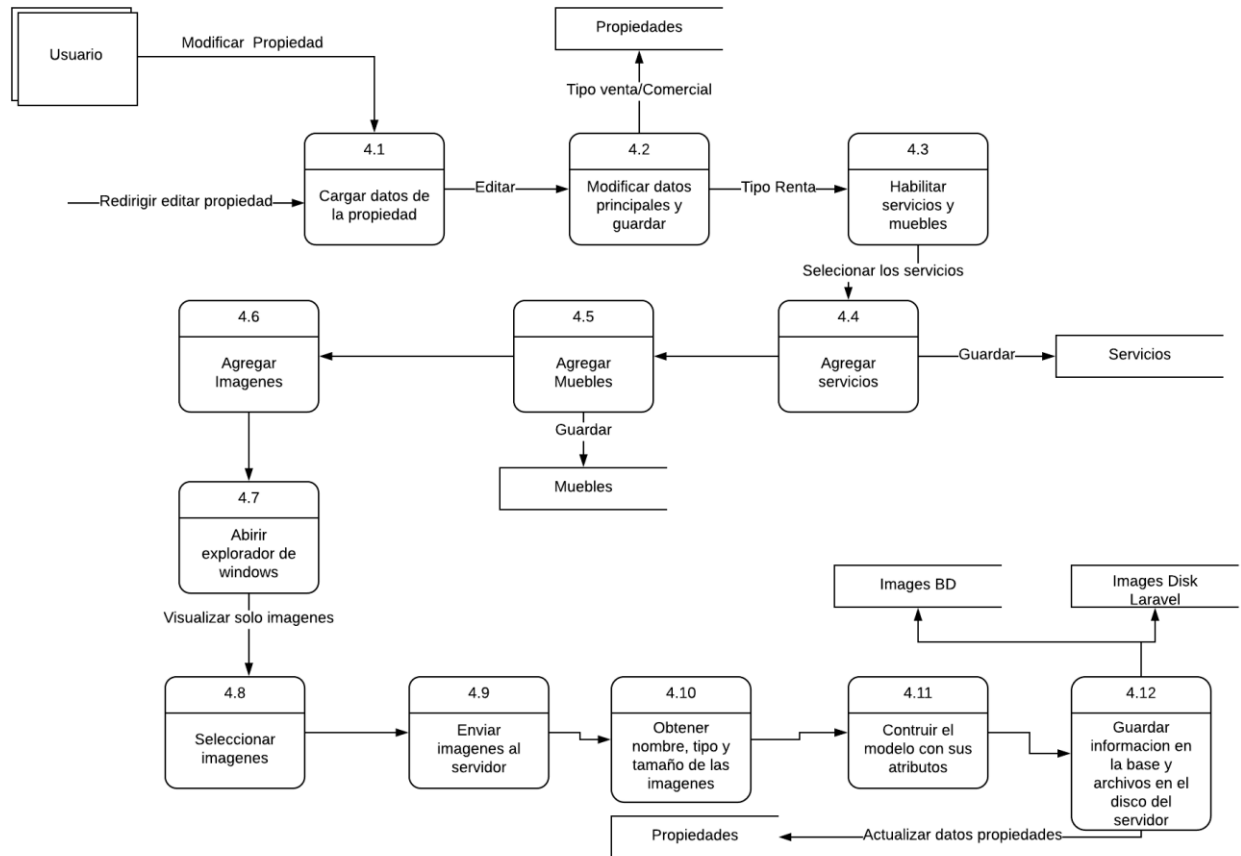 Usuario
Modificar Propiedad
Propiedades
Tipo venta/Comercial
4.1
Cargar datos de
la propiedad
Redirigir editar propiedad
Editar
4.2
Modificar datos
principales y
guardar
Tipo Renta
4.3
Habilitar
servicios y
muebles
Selecionar los servicios
4.4
Agregar
servicios
Guardar
Servicios
4.5
Agregar
Muebles
Guardar
Muebles
4.6
Agregar
Imagenes
4.7
Abirir
explorador de
windows
Visualizar solo imagenes
4.8
Seleccionar
imagenes
4.9
Enviar
imagenes al
servidor
4.10
Obtener
nombre, tipo y
tamaño de las
imagenes
4.11
Contruir el
modelo con sus
atributos
4.12
Guardar
informacion en
la base y
archivos en el
disco del
servidor
Images BD
Images Disk
Laravel
Actualizar datos propiedades
Propiedades